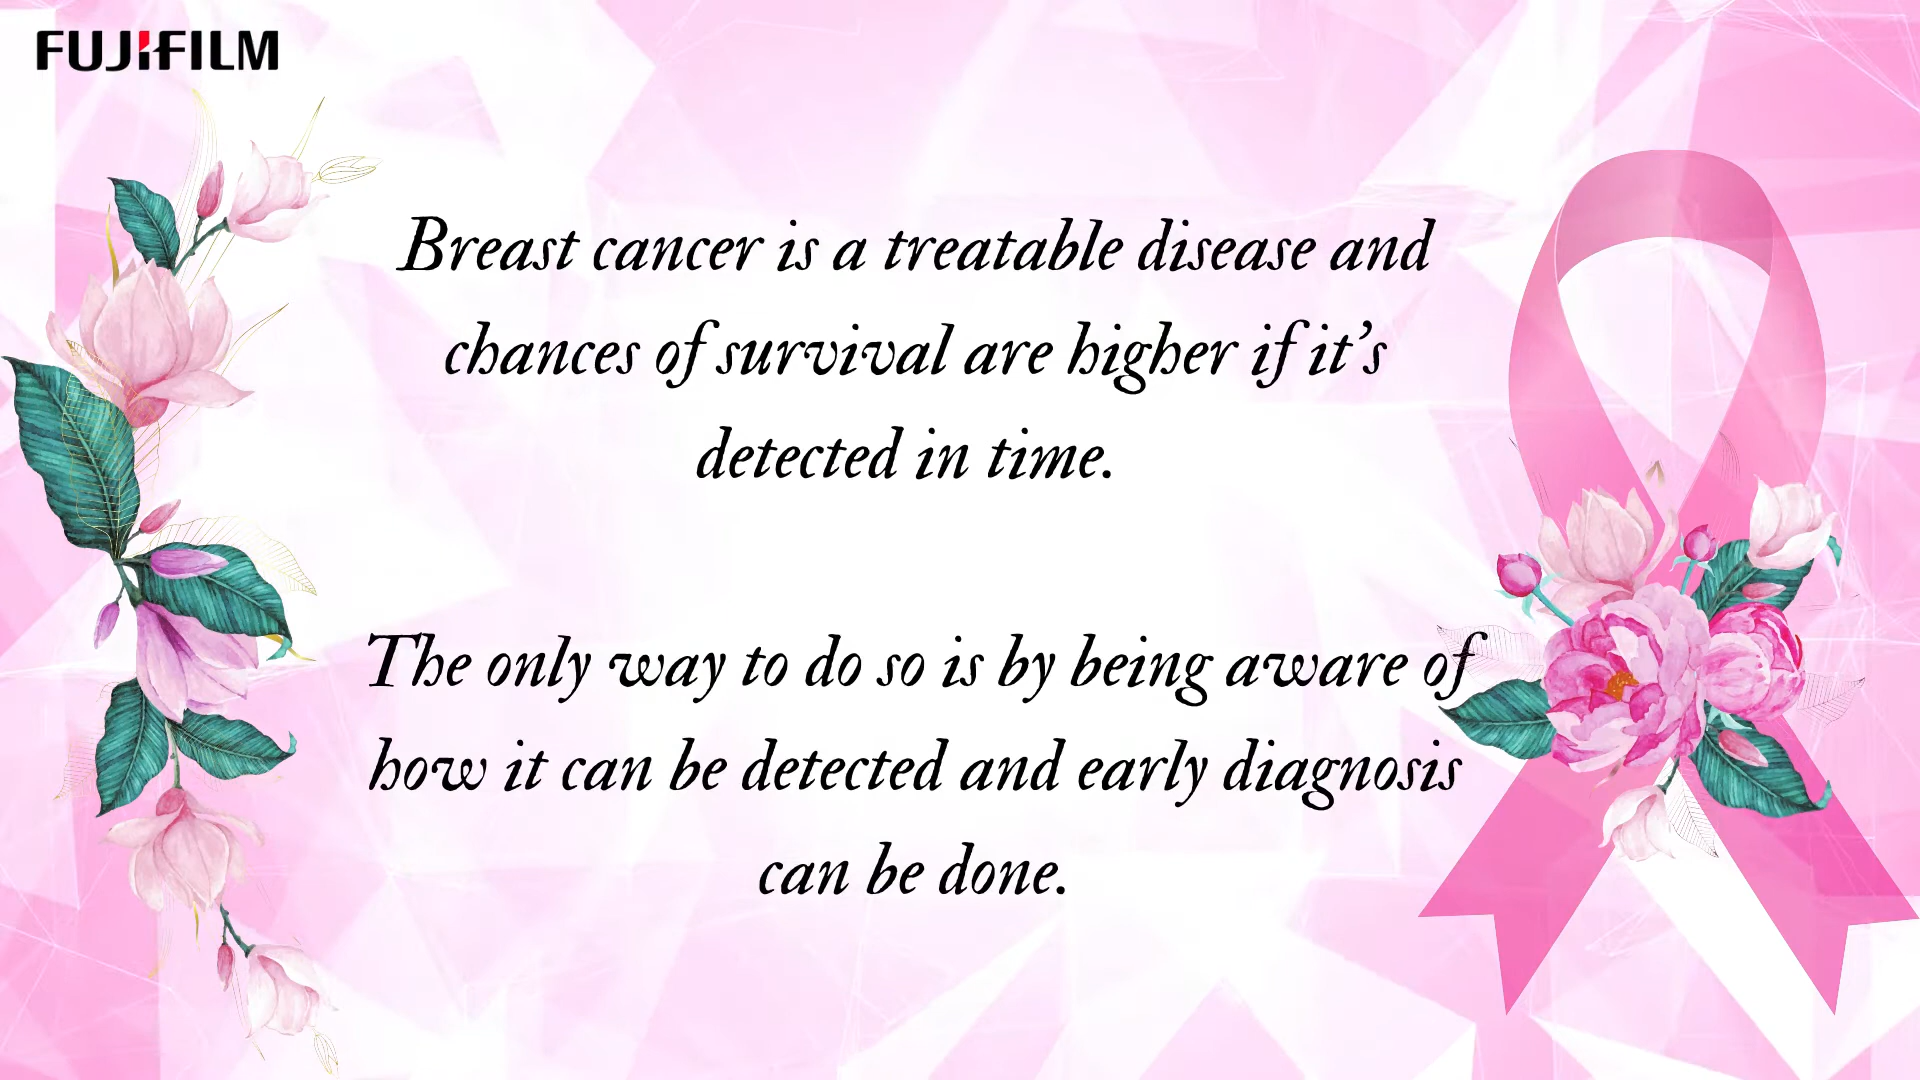 FUJIFILM
Breast cancer is a treatable disease and
chances of survival are higher if it's
detected in time.
The only way to do so is by being aware of
how it can be detected and early diagnosis
can be done.